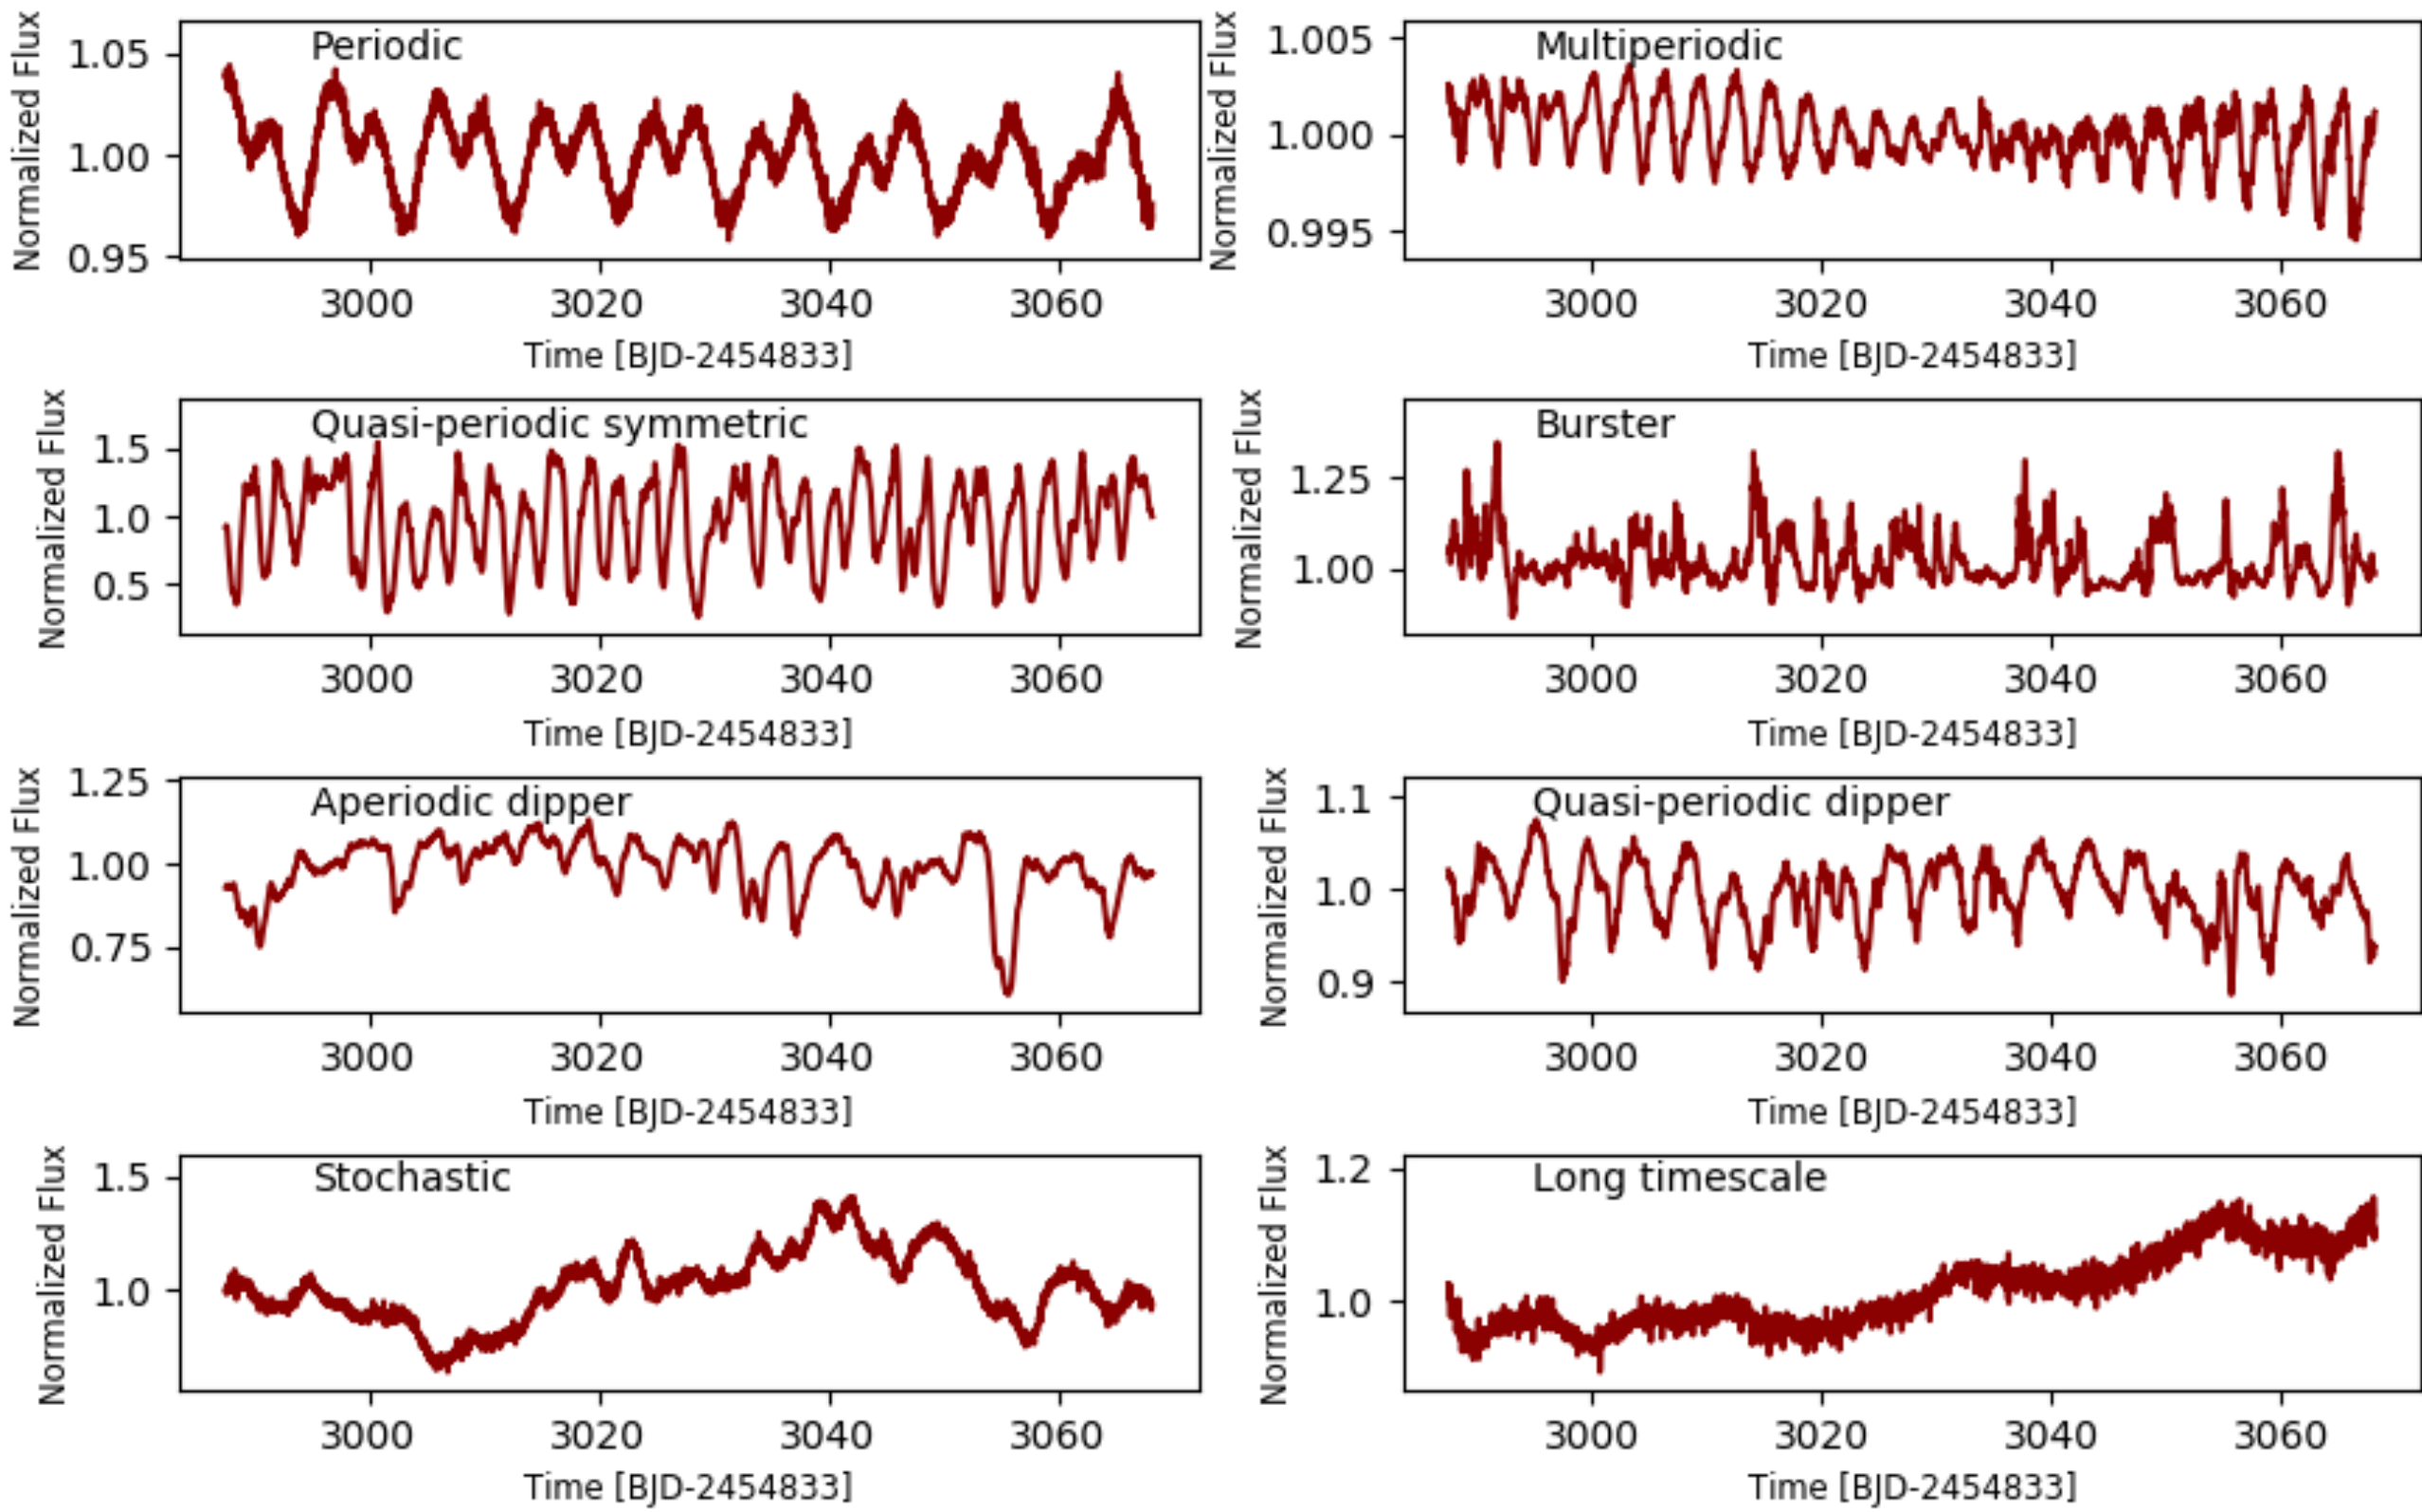 Periodic
Normalized Flux
1.05
1.00
0.95
3000 3020 3040 3060
Time [BJD-2454833]
Multiperiodic
Normalized Flux
1.005
1.000
0.995
3000 3020 3040 3060
Time [BJD-2454833]
Quasi-periodic symmetric
Normalized Flux
1.5
1.0
0.5
3000 3020 3040 3060
Time [BJD-2454833]
Burster
Normalized Flux
1.25
1.00
3000 3020 3040 3060
Time [BJD-2454833]
Aperiodic dipper
Normalized Flux
1.25
1.00
0.75
3000 3020 3040 3060
Time [BJD-2454833]
Quasi-periodic dipper
Normalized Flux
1.1
1.0
0.9
3000 3020 3040 3060
Time [BJD-2454833]
Stochastic
Normalized Flux
1.5
1.0
3000 3020 3040 3060
Time [BJD-2454833]
Long timescale
Normalized Flux
1.2
1.0
3000 3020 3040 3060
Time [BJD-2454833]